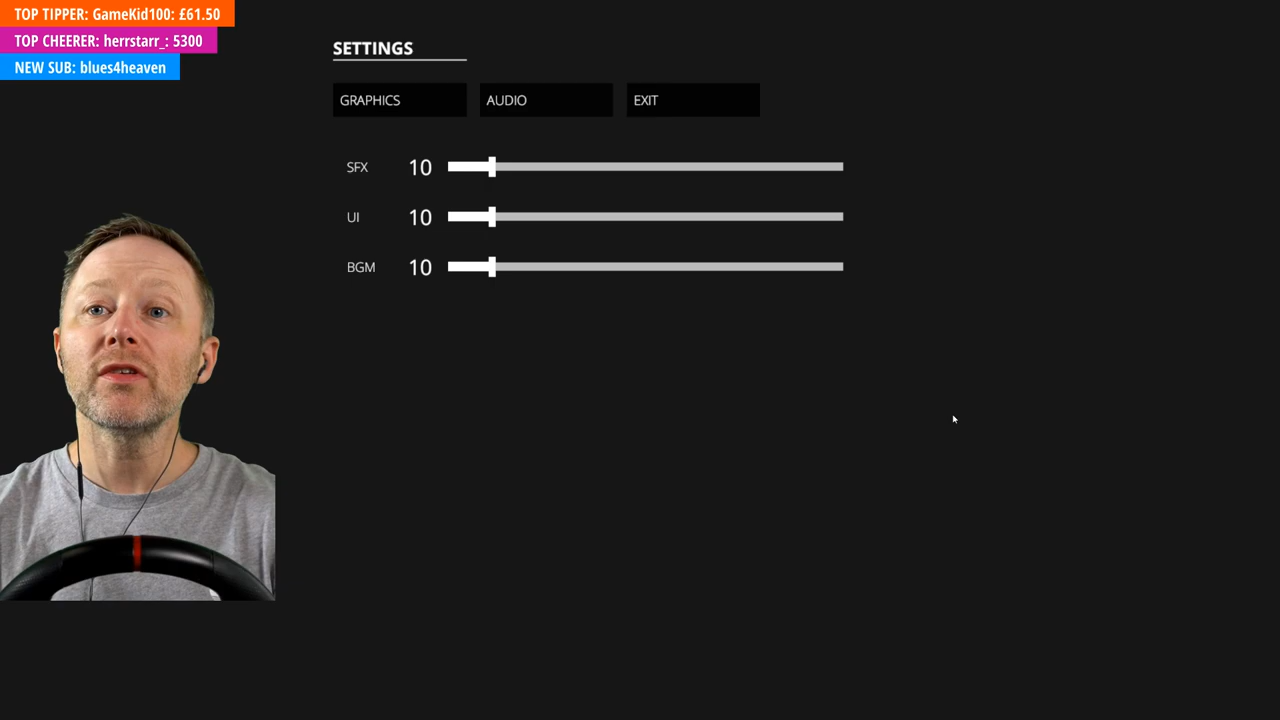 TOP TIPPER: GameKid100: £61.50
TOP CHEERER: herrstarr_: 5300
NEW SUB: blues4heaven
SETTINGS
GRAPHICS AUDIO EXIT
SFX 10
UI 10
BGM 10